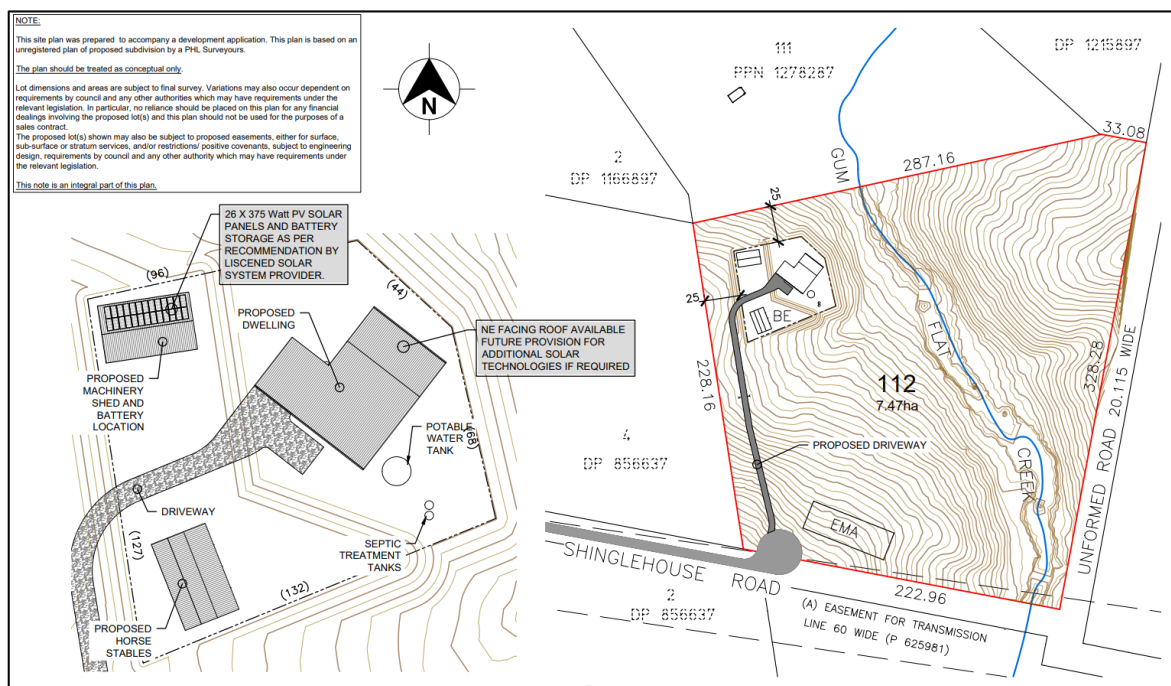 NOTE:
This site plan was prepared to accompany a development application. This plan is based on an
unregistered plan of proposed subdivision by a PHL Surveyours.
The plan should be treated as conceptual only.
Lot dimensions and areas are subject to final survey. Variations may also occur dependent on
requirements by council and any other authorities which may have requirements under the
relevant legislation. In particular, no reliance should be placed on this plan for any financial
dealings involving the proposed lot(s) and this plan should not be used for the purposes of a
sales contract.
The proposed lot(s) shown may also be subject to proposed easements, either for surface,
sub-surface or stratum services, and/or restrictions/ positive covenants, subject to engineering
design, requirements by council and any other authority which may have requirements under
the relevant legislation.
This note is an integral part of this plan.
N
26 X 375 Watt PV SOLAR
PANELS AND BATTERY
STORAGE AS PER
RECOMMENDATION BY
LISCENED SOLAR
SYSTEM PROVIDER.
(96)
(44)
PROPOSED
DWELLING
NE FACING ROOF AVAILABLE
FUTURE PROVISION FOR
ADDITIONAL SOLAR
TECHNOLOGIES IF REQUIRED
PROPOSED
MACHINERY
SHED AND
BATTERY
LOCATION
POTABLE
WATER
TANK
(68)
DRIVEWAY
(127)
SEPTIC
TREATMENT
TANKS
(132)
PROPOSED
HORSE
STABLES
111
PPN 1278287
DP 1215897
2
DP 1166897
33.08
287.16
GUM
25
25
BE
FLAT
228.16
112
7.47ha
328.28
UNFORMED ROAD 20.115 WIDE
4
DP 856637
PROPOSED DRIVEWAY
CREEK
EMA
SHINGLEHOUSE ROAD
222.96
2
DP 856637
(A) EASEMENT FOR TRANSMISSION
LINE 60 WIDE (P 625981)